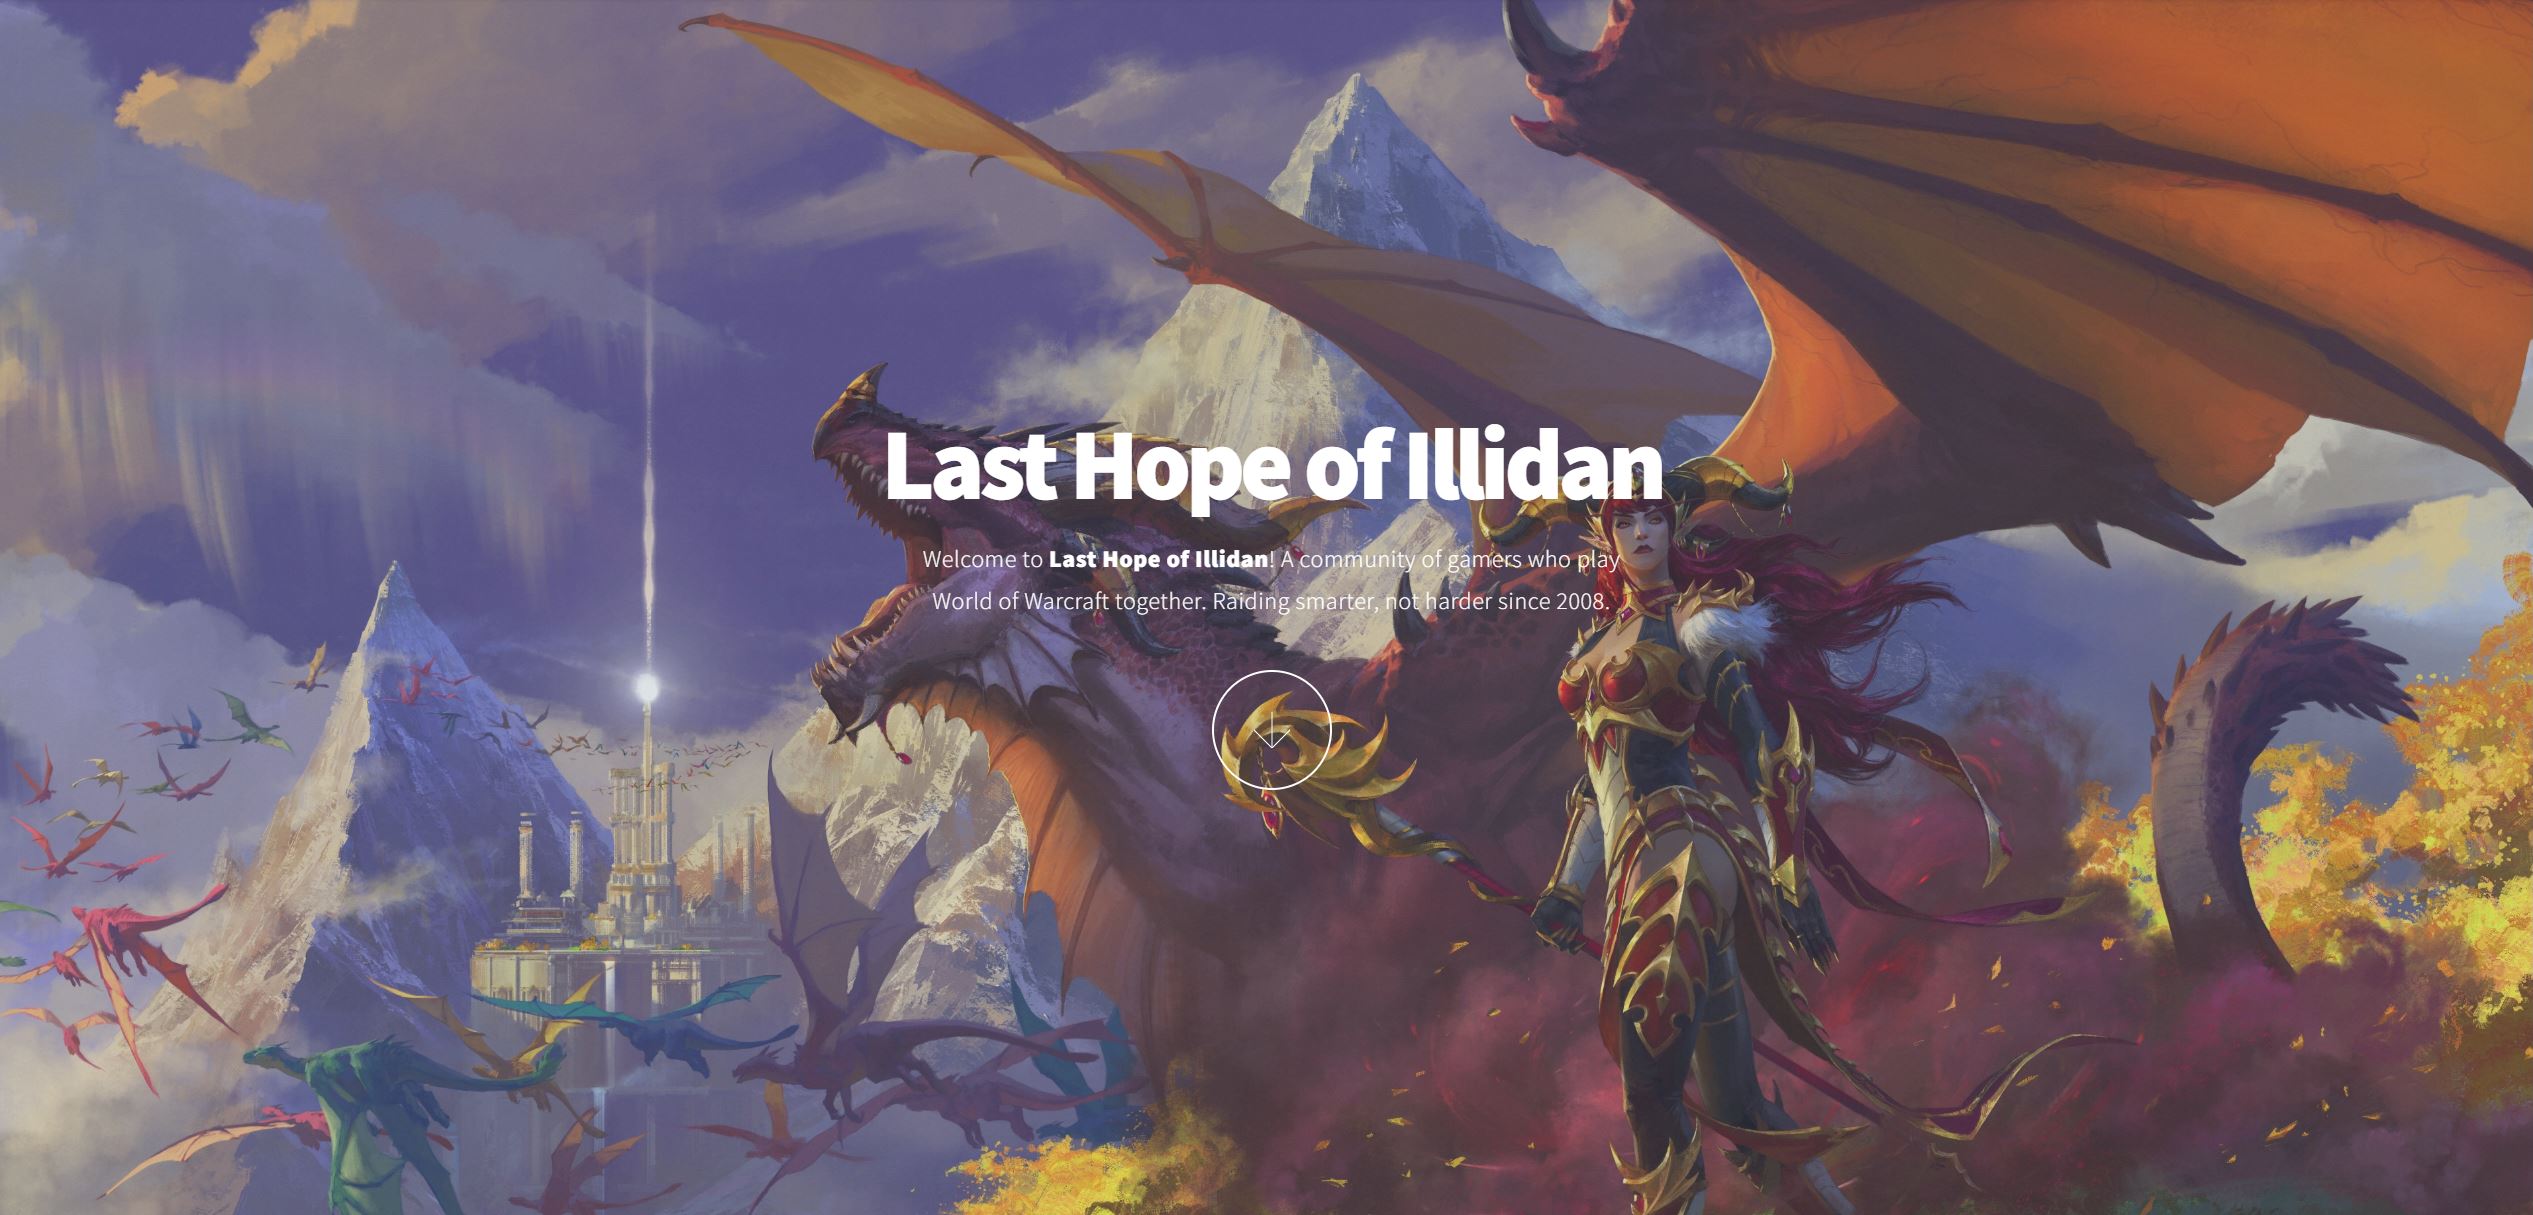 Last Hope of Illidan
Welcome to Last Hope of Illidan! A community of gamers who play
World of Warcraft together. Raiding smarter, not harder since 2008.